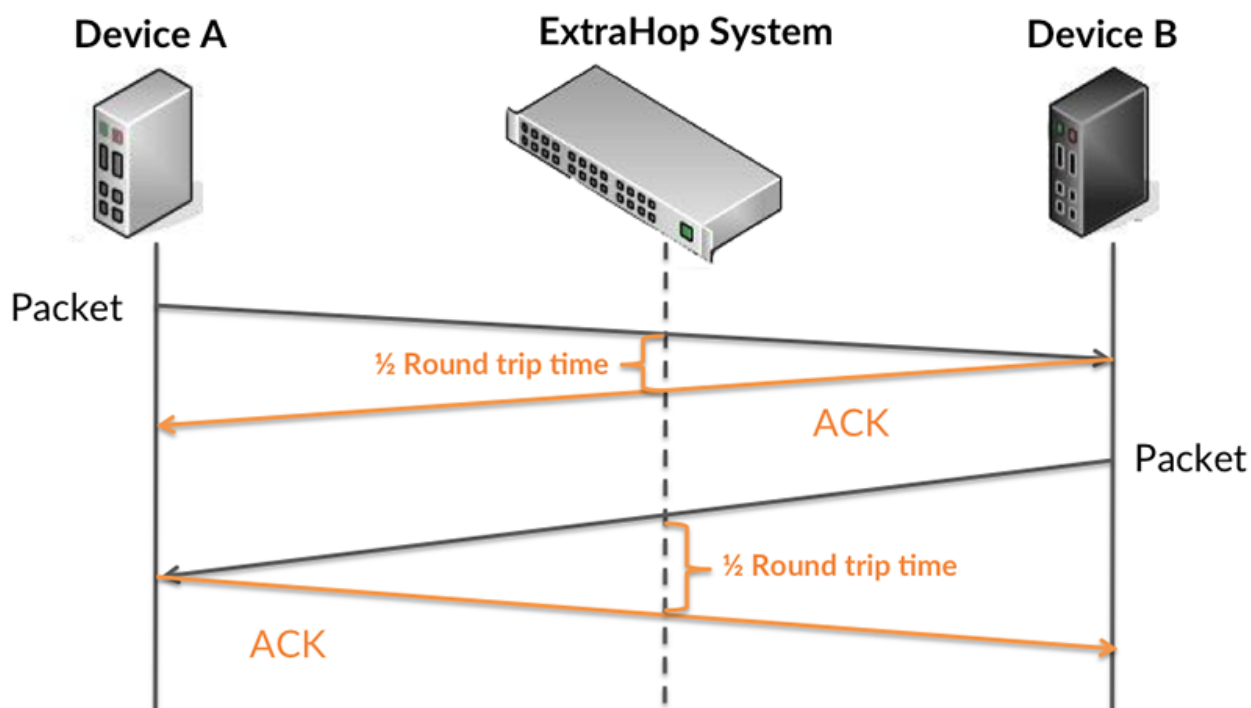 Device A
ExtraHop System
Device B
Packet
½ Round trip time
ACK
Packet
½ Round trip time
ACK